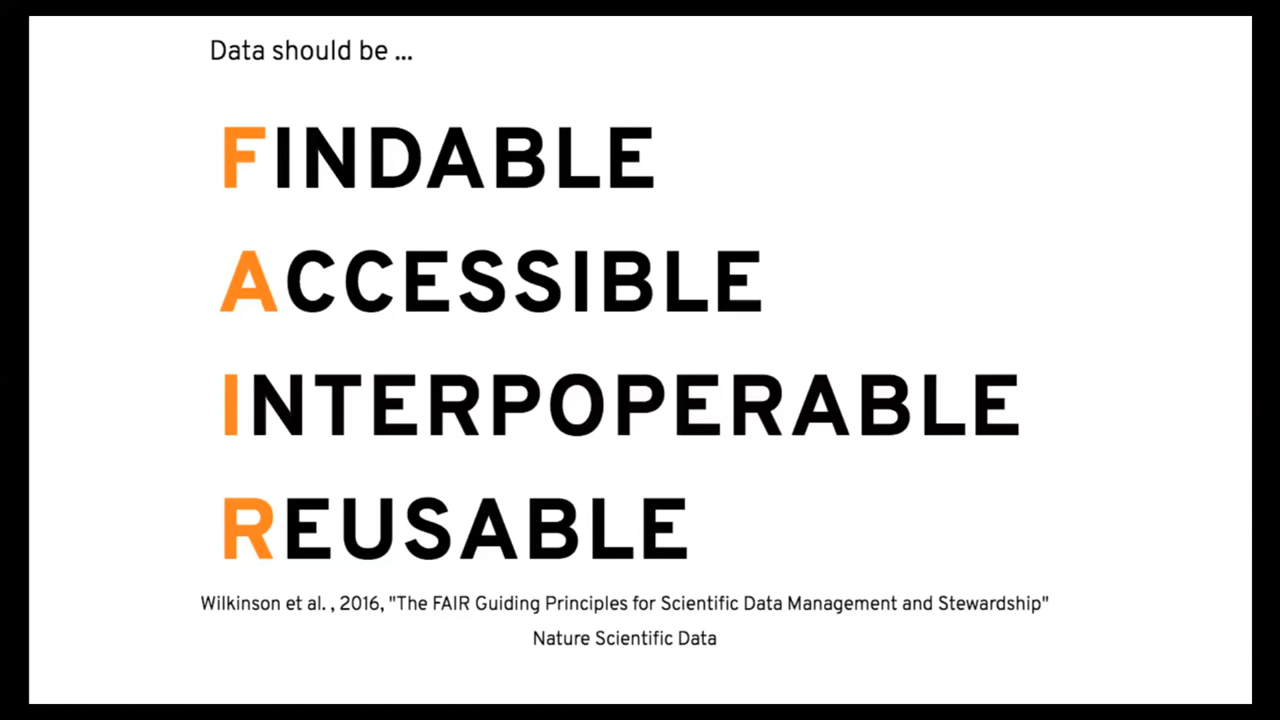 Data should be ...
FINDABLE
ACCESSIBLE
INTERPOPERABLE
REUSABLE
Wilkinson et al. , 2016, "The FAIR Guiding Principles for Scientific Data Management and Stewardship"
Nature Scientific Data